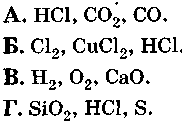 А. HCl, CO₂, CO.
Б. Cl₂, CuCl₂, HCl.
В. H₂, O₂, CaO.
Г. SiO₂, HCl, S.